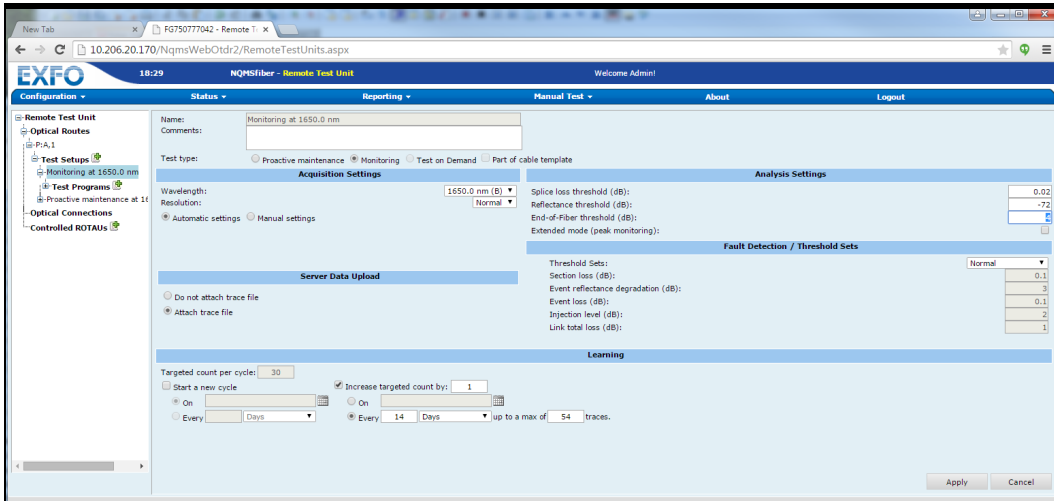 New Tab
FG750777042 - Remote Te
10.206.20.170/NqmsWebOtdr2/RemoteTestUnits.aspx
EXFO 18:29 NQMSfiber - Remote Test Unit Welcome Admin!
Configuration Status Reporting Manual Test About Logout
Remote Test Unit
Optical Routes
P:A,1
Test Setups
Monitoring at 1650.0 nm
Test Programs
Proactive maintenance at 16
Optical Connections
Controlled ROTAUs
Name: Monitoring at 1650.0 nm
Comments:
Test type: Proactive maintenance Monitoring Test on Demand Part of cable template
Acquisition Settings
Wavelength: 1650.0 nm (B)
Resolution: Normal
Automatic settings Manual settings
Analysis Settings
Splice loss threshold (dB): 0.02
Reflectance threshold (dB): -72
End-of-Fiber threshold (dB): 4
Extended mode (peak monitoring):
Fault Detection / Threshold Sets
Threshold Sets: Normal
Section loss (dB): 0.1
Event reflectance degradation (dB): 3
Event loss (dB): 0.1
Injection level (dB): 2
Link total loss (dB): 1
Server Data Upload
Do not attach trace file
Attach trace file
Learning
Targeted count per cycle: 30
Start a new cycle Increase targeted count by: 1
On On
Every Days Every 14 Days up to a max of 54 traces.
Apply Cancel